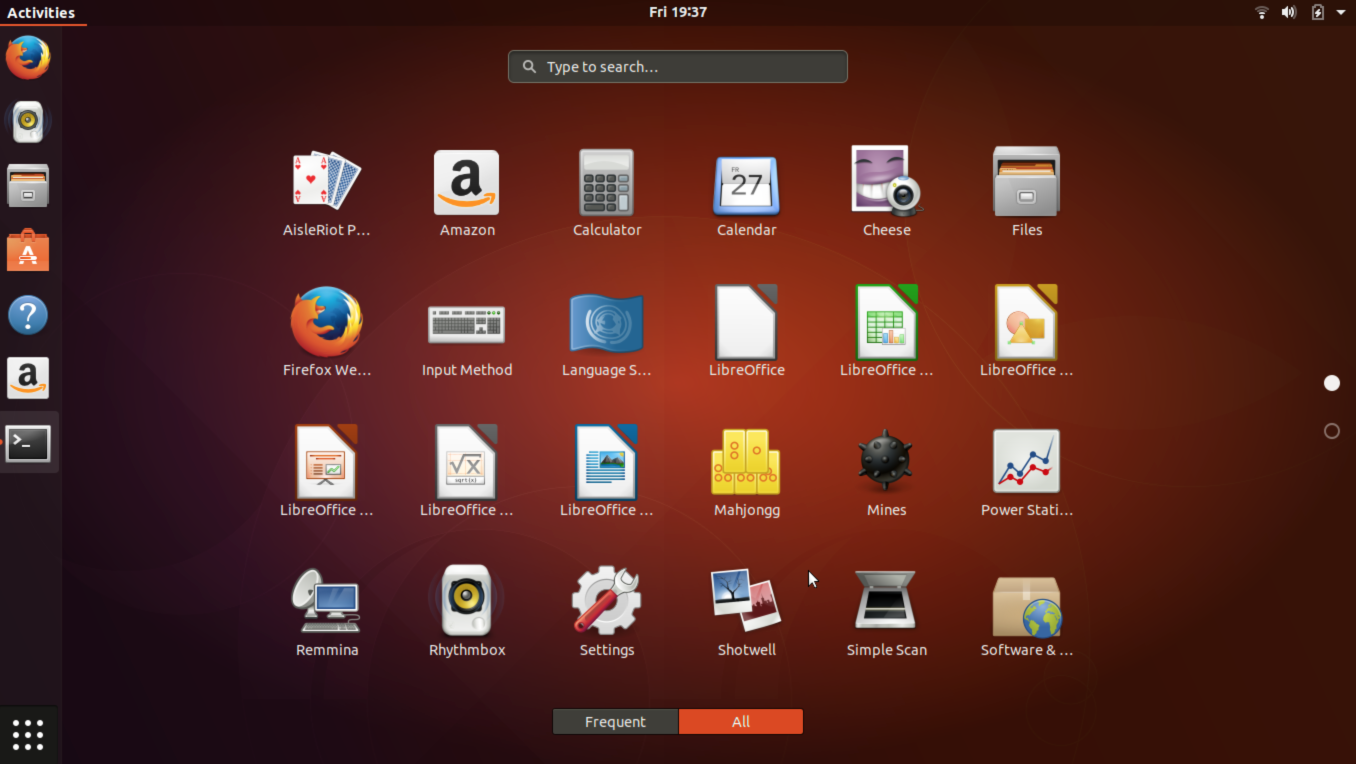 Activities
Fri 19:37
Type to search...
AisleRiot P...
Amazon
Calculator
FR
27
Calendar
Cheese
Files
Firefox We...
Input Method
Language S...
LibreOffice
LibreOffice ...
LibreOffice ...
LibreOffice ...
√x
sqrt(x)
LibreOffice ...
LibreOffice ...
Mahjongg
Mines
Power Stati...
Remmina
Rhythmbox
Settings
Shotwell
Simple Scan
Software & ...
Frequent
All